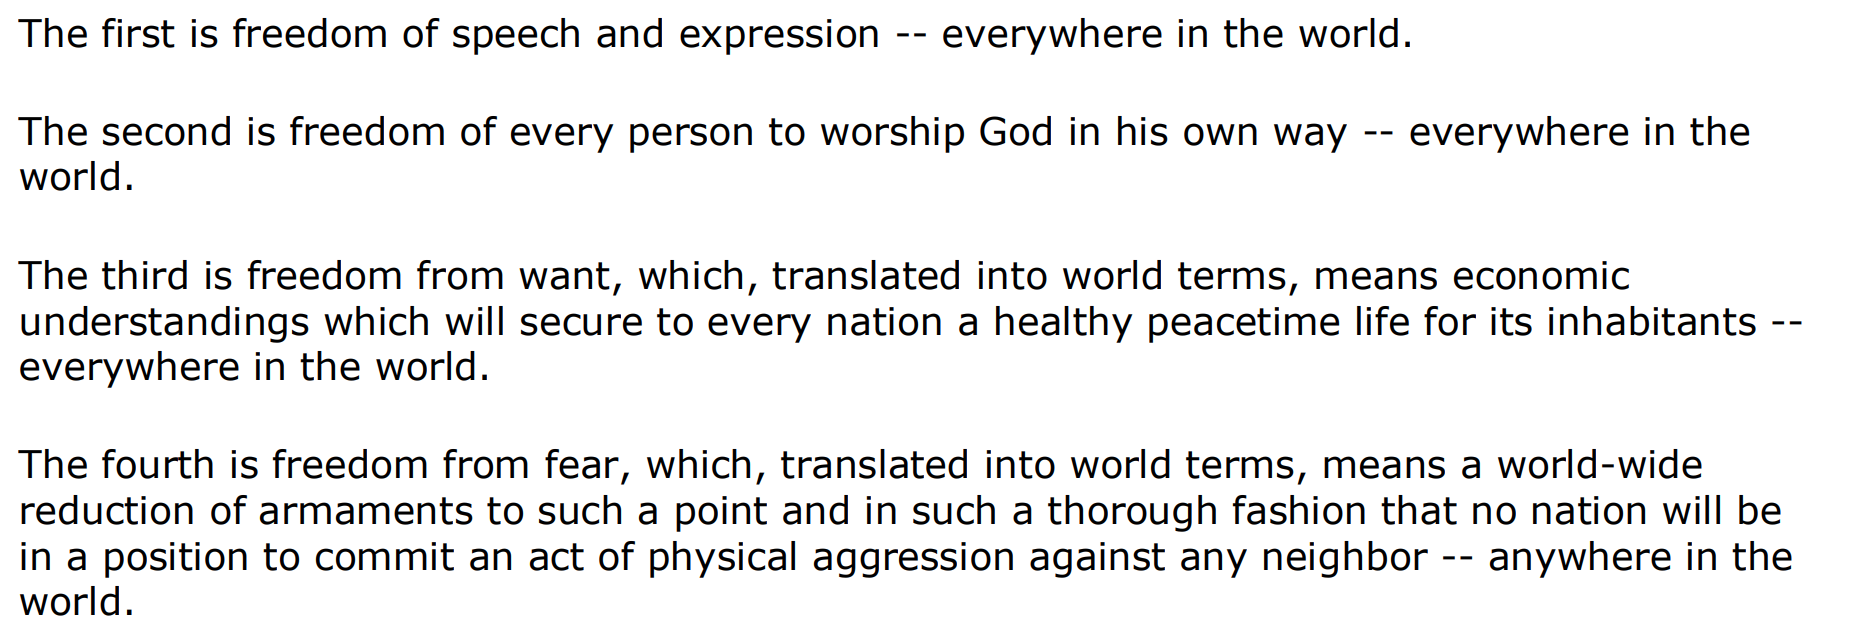 The first is freedom of speech and expression -- everywhere in the world.
The second is freedom of every person to worship God in his own way -- everywhere in the
world.
The third is freedom from want, which, translated into world terms, means economic
understandings which will secure to every nation a healthy peacetime life for its inhabitants --
everywhere in the world.
The fourth is freedom from fear, which, translated into world terms, means a world-wide
reduction of armaments to such a point and in such a thorough fashion that no nation will be
in a position to commit an act of physical aggression against any neighbor -- anywhere in the
world.